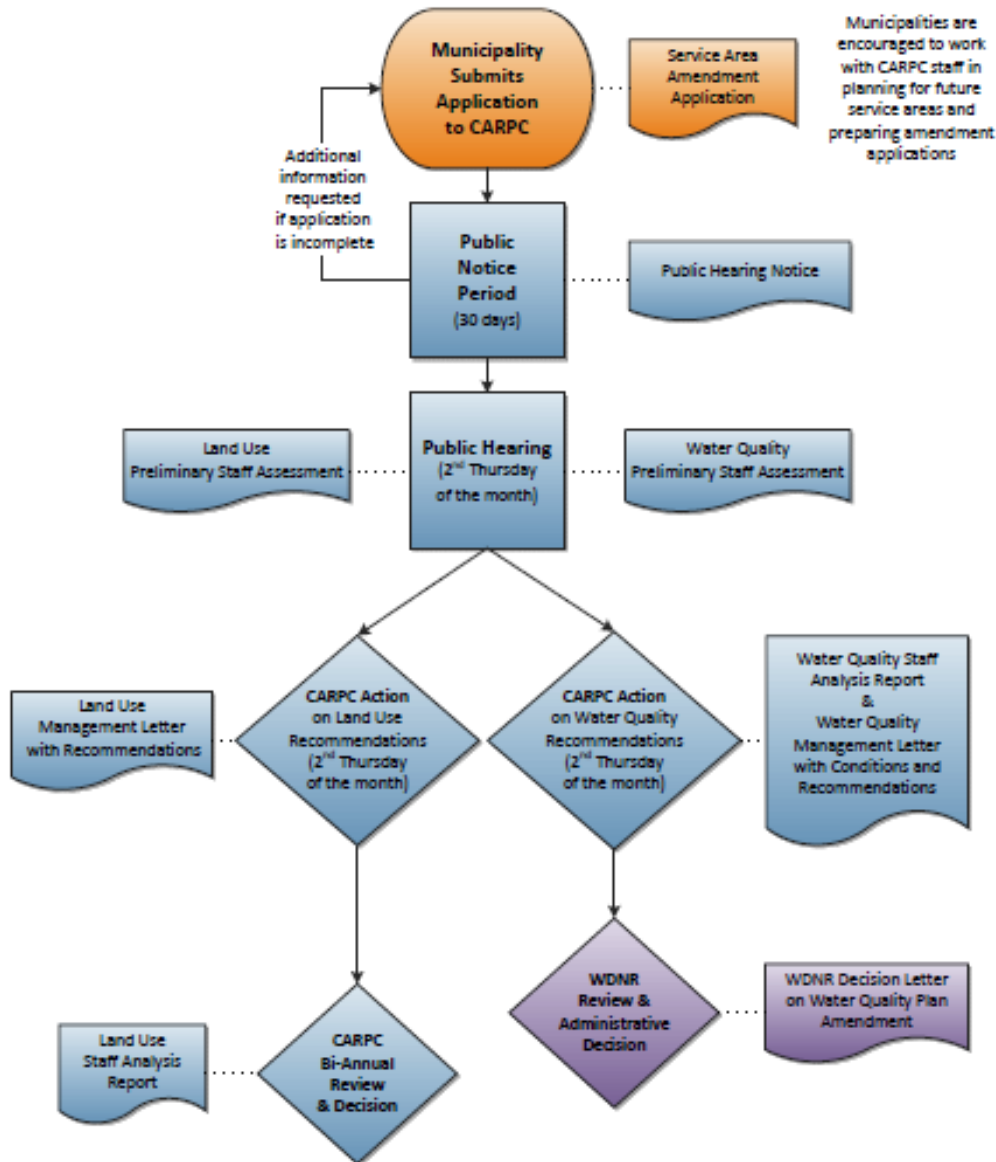 Municipality
Submits
Application
to CARPC
Service Area
Amendment
Application
Municipalities are
encouraged to work
with CARPC staff in
planning for future
service areas and
preparing amendment
applications
Additional
information
requested
if application
is incomplete
Public
Notice
Period
(30 days)
Public Hearing Notice
Land Use
Preliminary Staff Assessment
Public Hearing
(2nd Thursday
of the month)
Water Quality
Preliminary Staff Assessment
Land Use
Management Letter
with Recommendations
CARPC Action
on Land Use
Recommendations
(2nd Thursday
of the month)
CARPC Action
on Water Quality
Recommendations
(2nd Thursday
of the month)
Water Quality Staff
Analysis Report
&
Water Quality
Management Letter
with Conditions and
Recommendations
WDNR
Review &
Administrative
Decision
WDNR Decision Letter
on Water Quality Plan
Amendment
Land Use
Staff Analysis
Report
CARPC
Bi-Annual
Review
& Decision